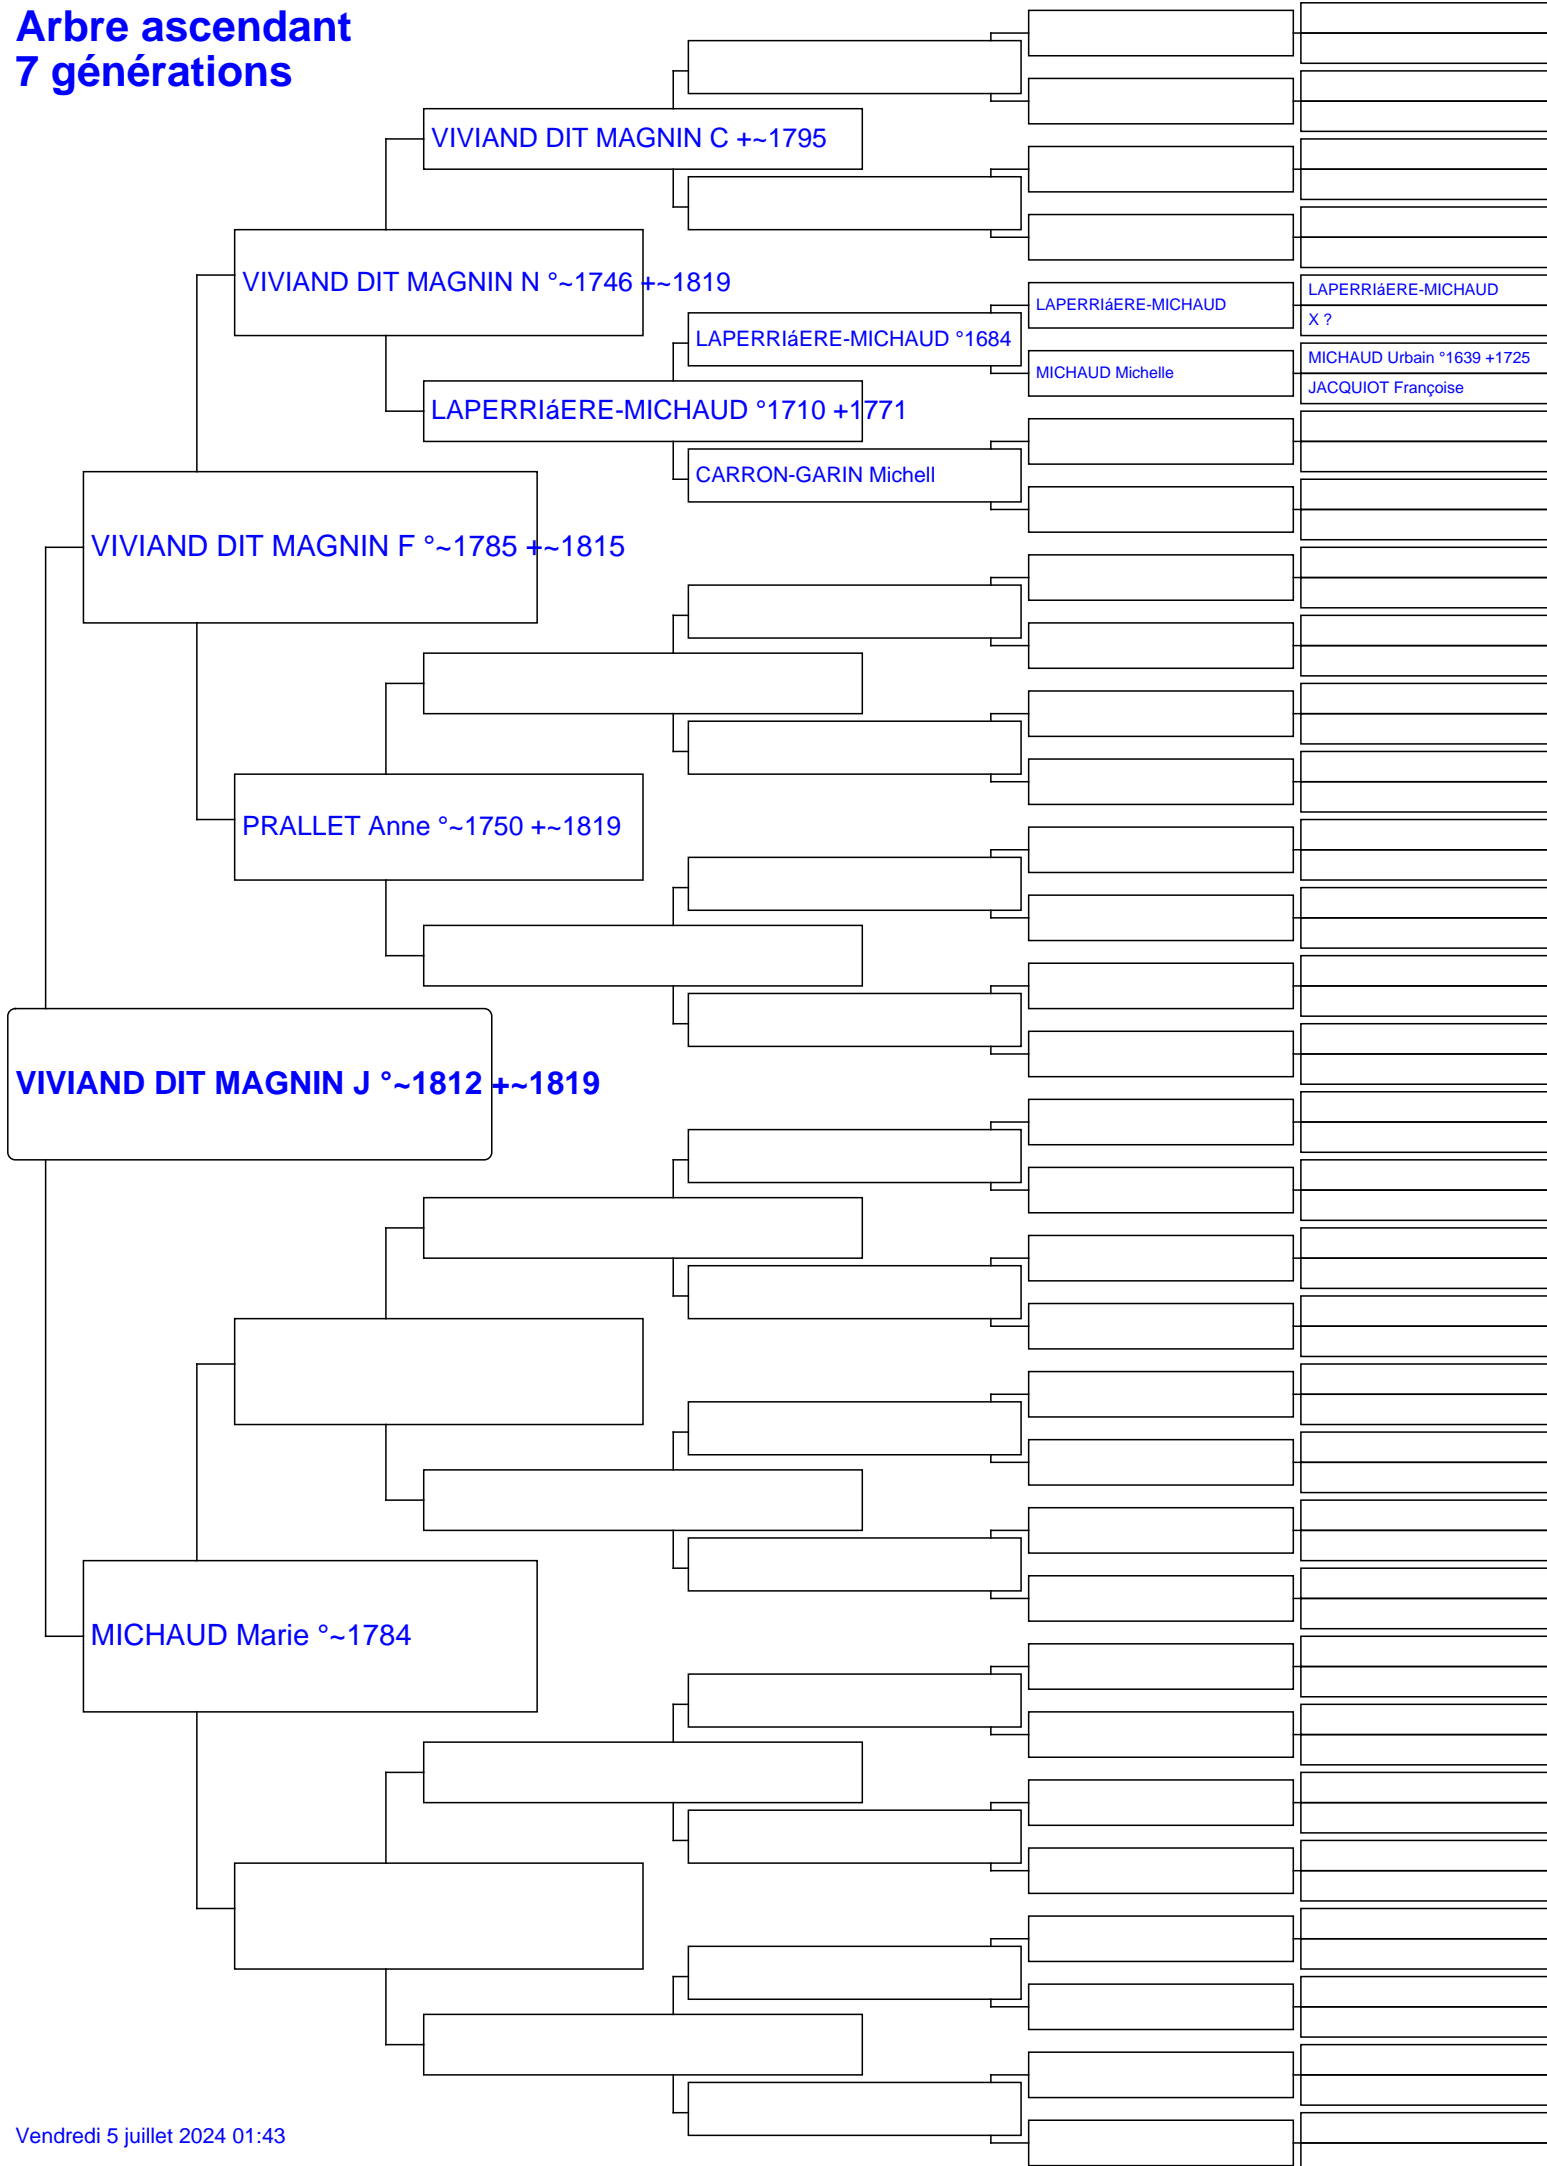 Arbre ascendant
7 générations
VIVIAND DIT MAGNIN C +~1795
VIVIAND DIT MAGNIN N °~1746 +~1819
LAPERRIáERE-MICHAUD
LAPERRIáERE-MICHAUD
X ?
LAPERRIáERE-MICHAUD °1684
MICHAUD Michelle
MICHAUD Urbain °1639 +1725
JACQUIOT Françoise
LAPERRIáERE-MICHAUD °1710 +1771
CARRON-GARIN Michell
VIVIAND DIT MAGNIN F °~1785 +~1815
PRALLET Anne °~1750 +~1819
VIVIAND DIT MAGNIN J °~1812 +~1819
MICHAUD Marie °~1784
Vendredi 5 juillet 2024 01:43